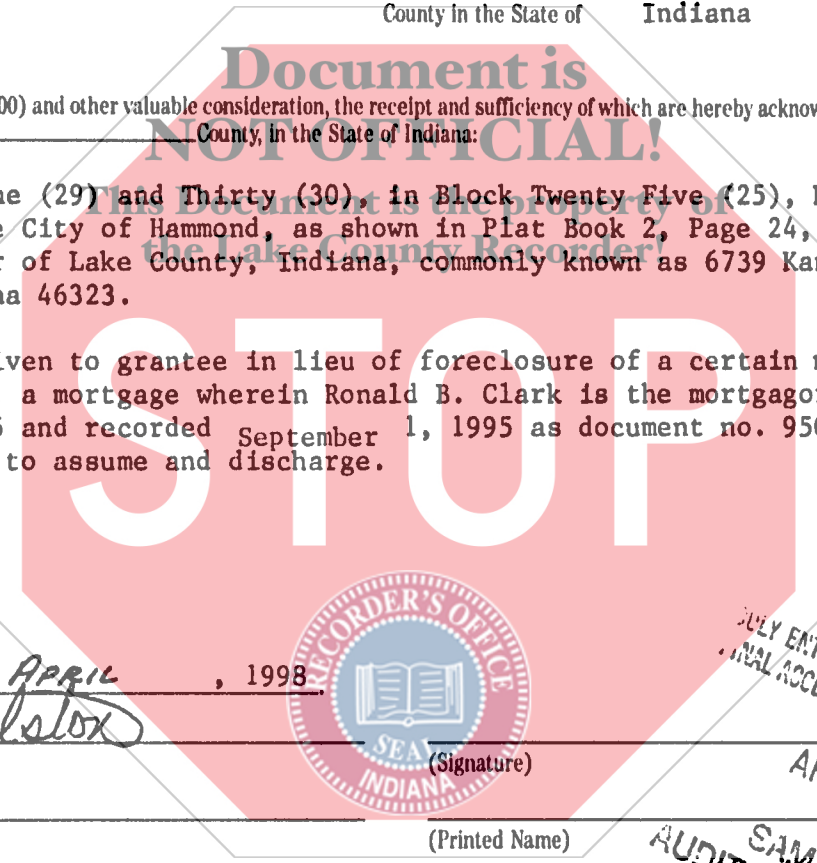 County in the State of Indiana
Document is
00) and other valuable consideration, the receipt and sufficiency of which are hereby acknow
NOT OFFICIAL!
County, in the State of Indiana:
ne (29) and Thirty (30), in Block Twenty Five (25),
This Document is the property of
e City of Hammond, as shown in Plat Book 2, Page 24,
the Lake County Recorder!
r of Lake County, Indiana, commonly known as 6739 Kan
na 46323.
STOP
iven to grantee in lieu of foreclosure of a certain m
a mortgage wherein Ronald B. Clark is the mortgagor
and recorded September 1, 1995 as document no. 950
to assume and discharge.
RECORDER'S OFFICE
SEAL
INDIANA
APRIL, 1998.
(Signature)
(Printed Name)